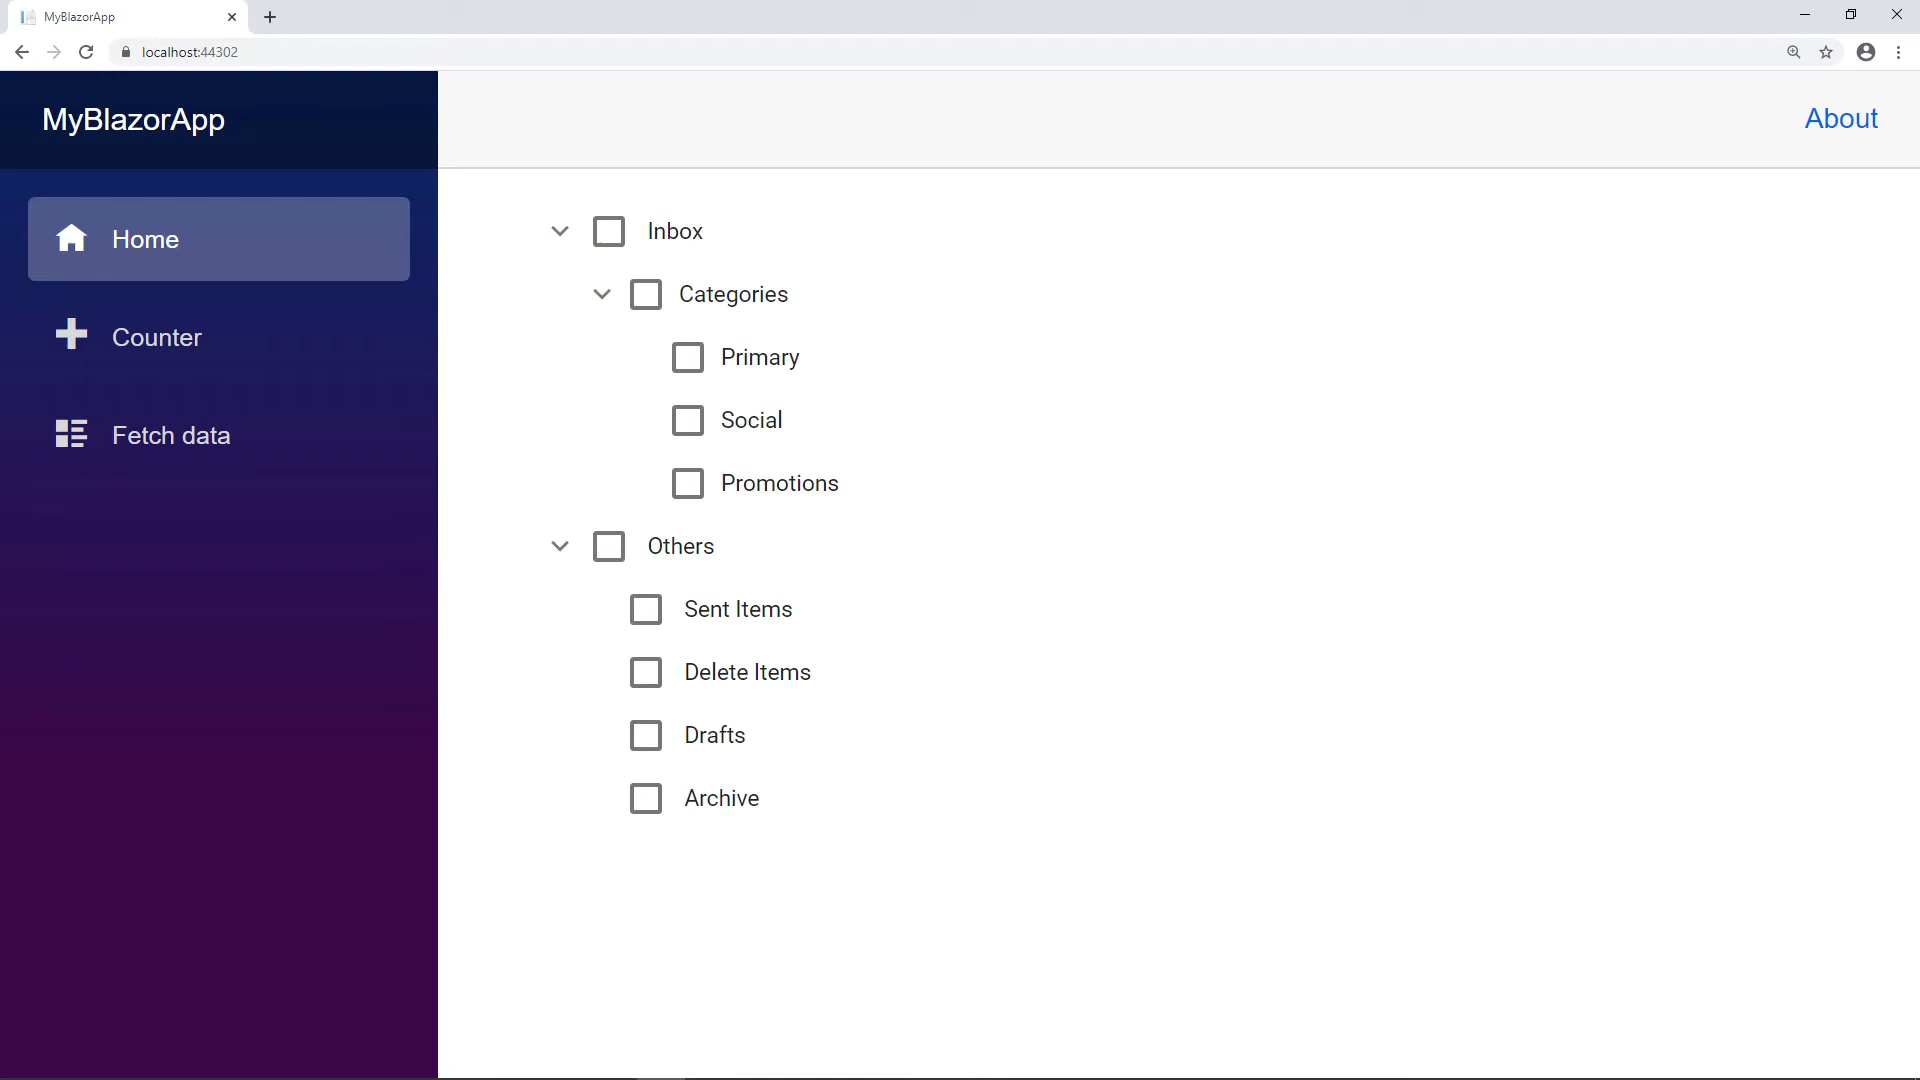 MyBlazorApp
localhost:44302
MyBlazorApp
About
Home
Counter
Fetch data
Inbox
Categories
Primary
Social
Promotions
Others
Sent Items
Delete Items
Drafts
Archive